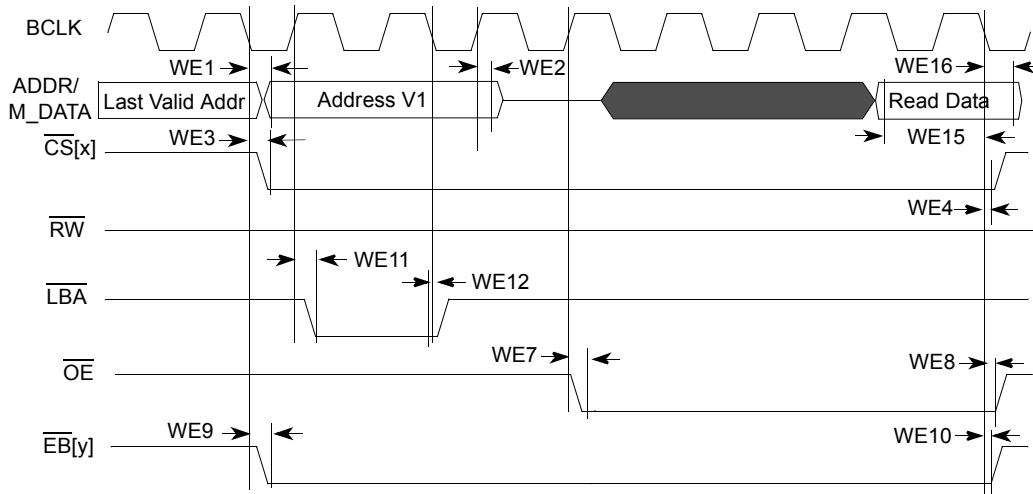 BCLK
WE1
WE2
WE16
ADDR/
M_DATA
Last Valid Addr
Address V1
Read Data
WE3
WE15
CS[x]
WE4
RW
WE11
WE12
LBA
WE7
WE8
OE
WE9
WE10
EB[y]